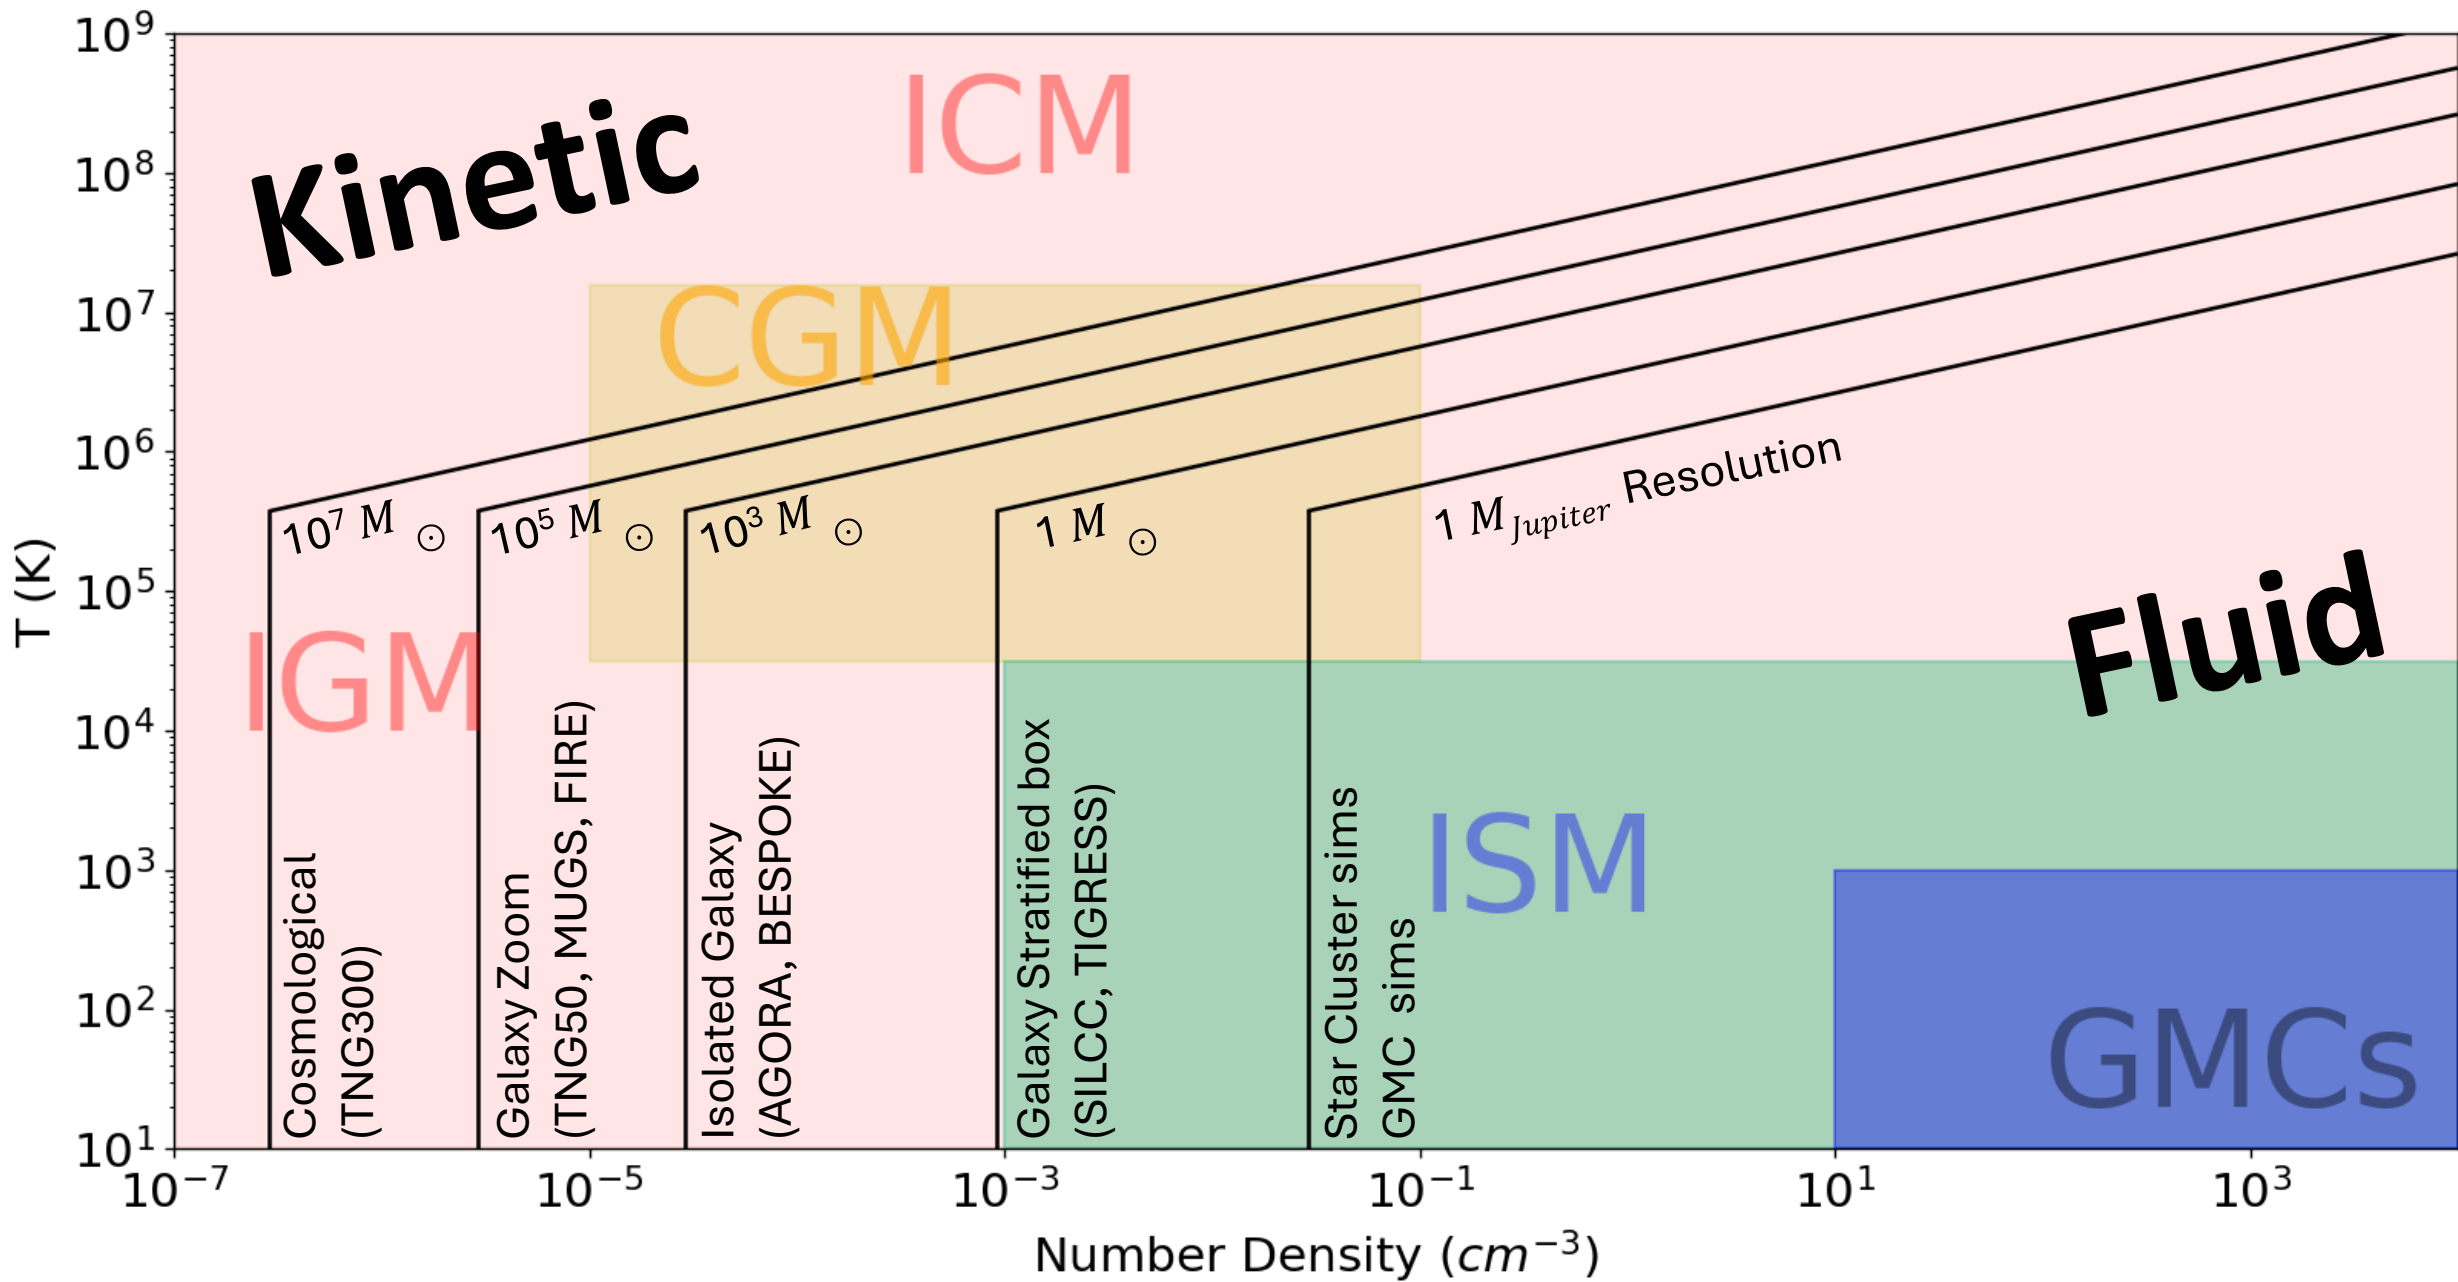 10⁹
10⁸
10⁷
10⁶
10⁵
10⁴
10³
10²
10¹
T (K)
Kinetic
ICM
CGM
10⁷ M ⊙
10⁵ M ⊙
10³ M ⊙
1 M ⊙
1 M_Jupiter Resolution
IGM
Fluid
Cosmological
(TNG300)
Galaxy Zoom
(TNG50, MUGS, FIRE)
Isolated Galaxy
(AGORA, BESPOKE)
Galaxy Stratified box
(SILCC, TIGRESS)
Star Cluster sims
GMC sims
ISM
GMCs
10⁻⁷
10⁻⁵
10⁻³
10⁻¹
10¹
10³
Number Density (cm⁻³)